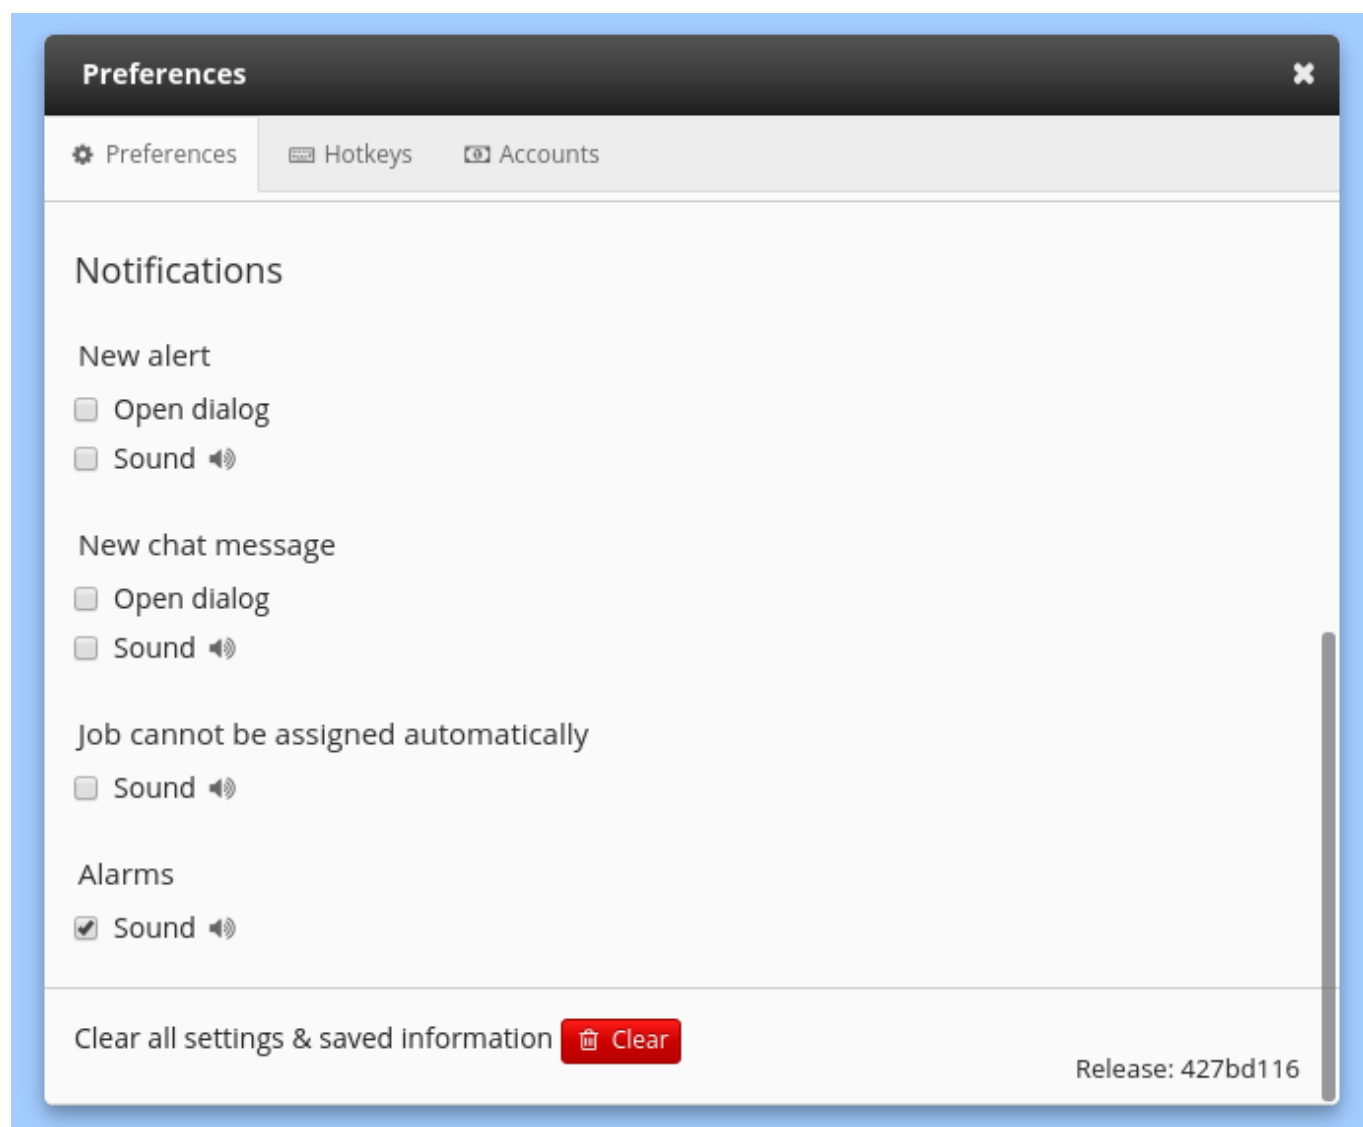 Preferences
Preferences Hotkeys Accounts
Notifications
New alert
Open dialog
Sound
New chat message
Open dialog
Sound
Job cannot be assigned automatically
Sound
Alarms
Sound
Clear all settings & saved information Clear
Release: 427bd116